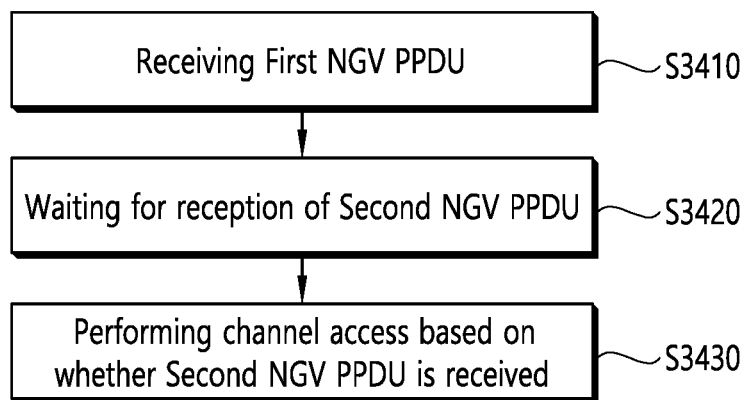 Receiving First NGV PPDU
S3410
Waiting for reception of Second NGV PPDU
S3420
Performing channel access based on
whether Second NGV PPDU is received
S3430